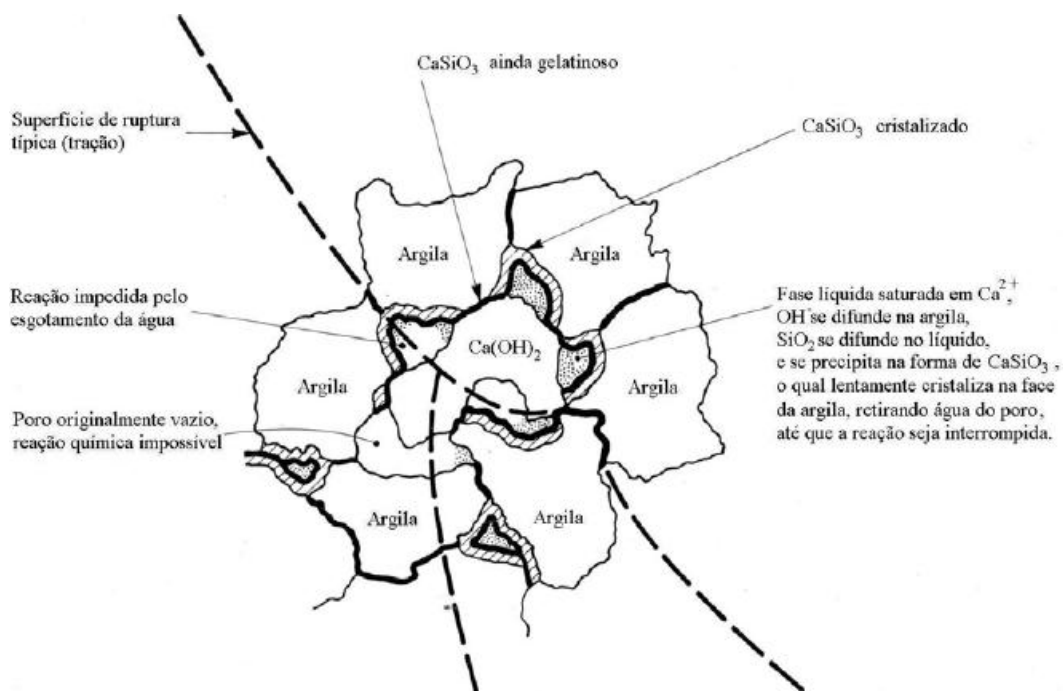 CaSiO3 ainda gelatinoso
Superfície de ruptura
típica (tração)
CaSiO3 cristalizado
Argila
Argila
Reação impedida pelo
esgotamento da água
Ca(OH)2
Fase líquida saturada em Ca2+,
OH-se difunde na argila,
SiO2 se difunde no líquido,
e se precipita na forma de CaSiO3,
o qual lentamente cristaliza na face
da argila, retirando água do poro,
até que a reação seja interrompida.
Argila
Argila
Poro originalmente vazio,
reação química impossível
Argila
Argila